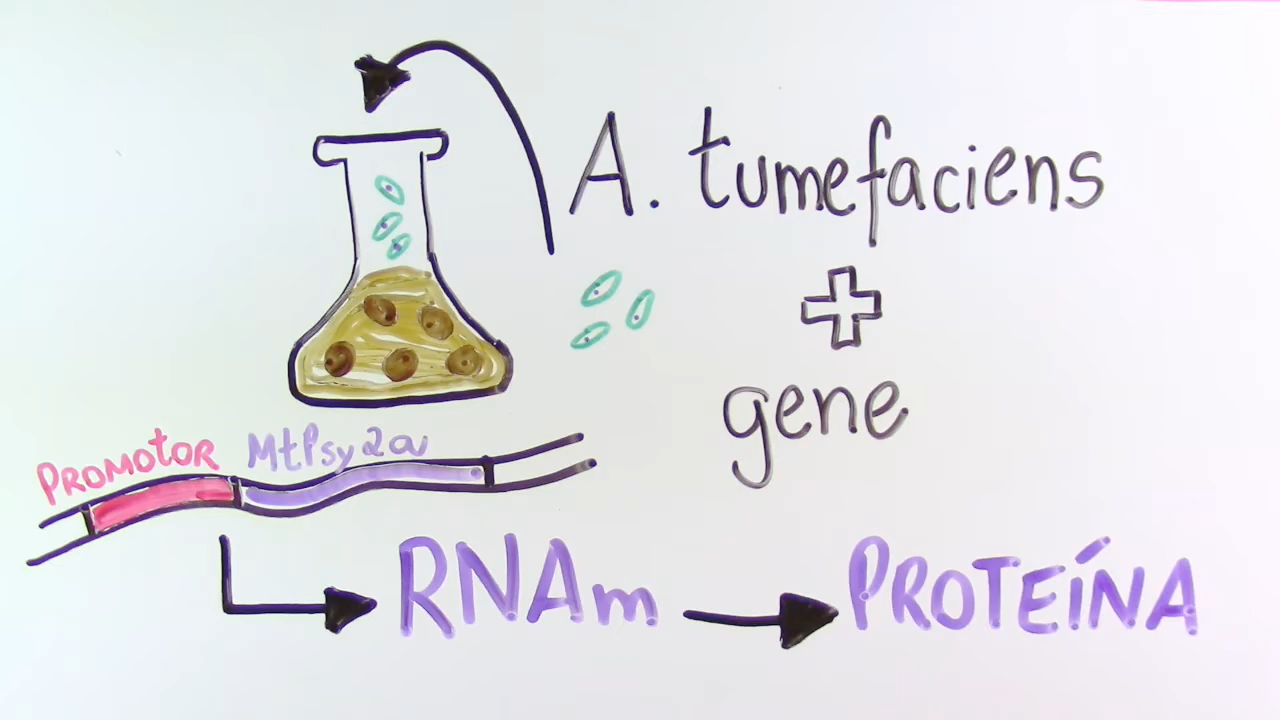 A. tumefaciens
+
gene
PROMOTOR MtPsy2a
RNAm PROTEÍNA